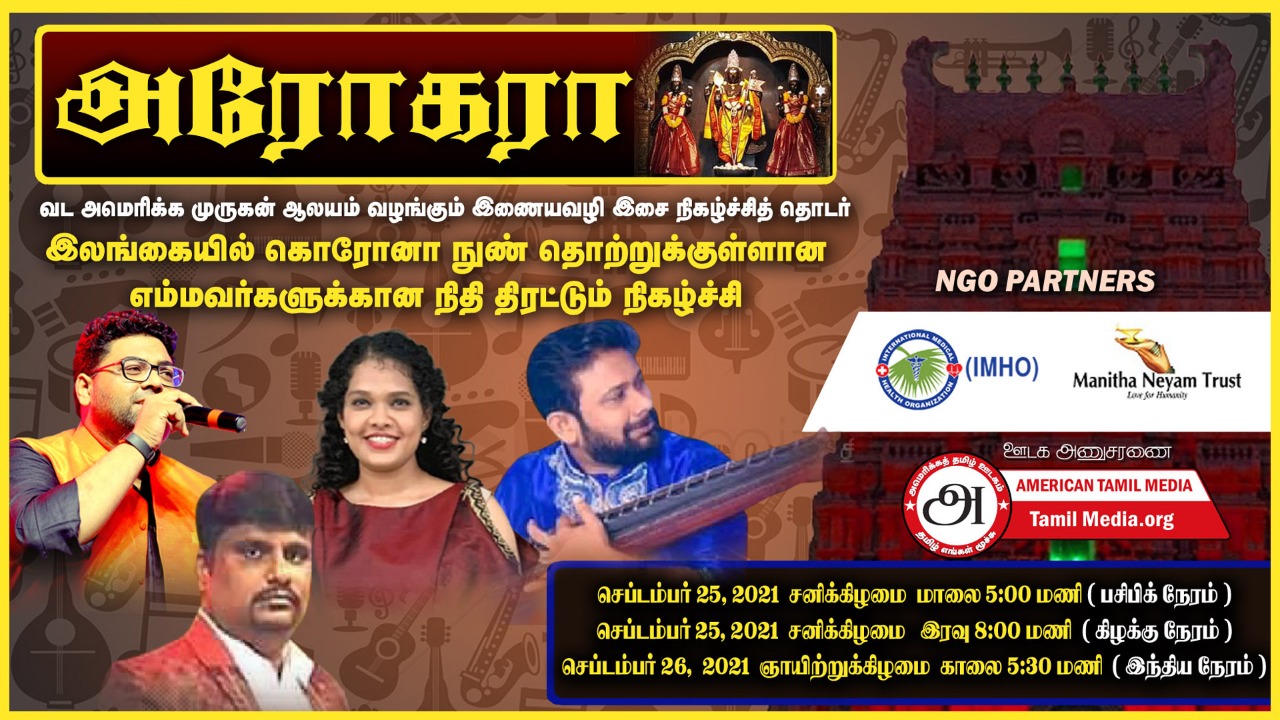 அரோகரா
வட அமெரிக்க முருகன் ஆலயம் வழங்கும் இணையவழி இசை நிகழ்ச்சித் தொடர்
இலங்கையில் கொரோனா நுண் தொற்றுக்குள்ளான
எம்மவர்களுக்கான நிதி திரட்டும் நிகழ்ச்சி
NGO PARTNERS
INTERNATIONAL MEDICAL HEALTH ORGANIZATION
(IMHO)
Manitha Neyam Trust
Love for Humanity
ஊடக அனுசரணை
அமெரிக்கத் தமிழ் ஊடகம்
அ
தமிழ் எங்கள் மூச்சு
AMERICAN TAMIL MEDIA
Tamil Media.org
செப்டம்பர் 25, 2021 சனிக்கிழமை மாலை 5:00 மணி ( பசிபிக் நேரம் )
செப்டம்பர் 25, 2021 சனிக்கிழமை இரவு 8:00 மணி ( கிழக்கு நேரம் )
செப்டம்பர் 26, 2021 ஞாயிற்றுக்கிழமை காலை 5:30 மணி ( இந்திய நேரம் )